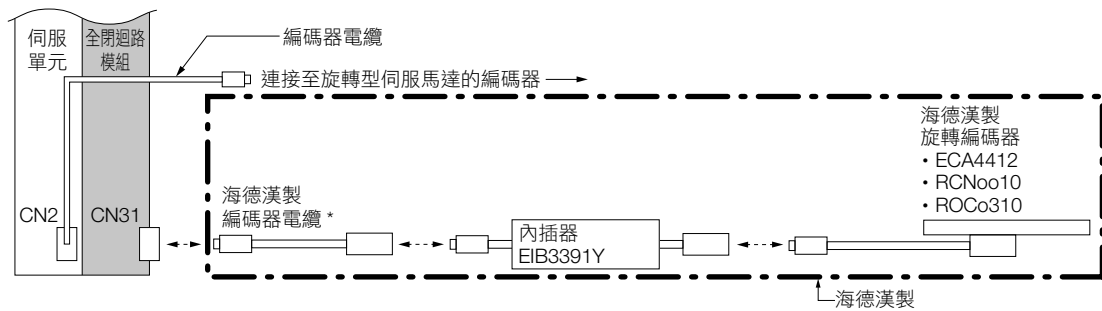 伺服
單元
全閉迴路
模組
編碼器電纜
連接至旋轉型伺服馬達的編碼器
海德漢製
旋轉編碼器
・ECA4412
・RCNoo10
・ROCo310
CN2
CN31
海德漢製
編碼器電纜 *
內插器
EIB3391Y
海德漢製